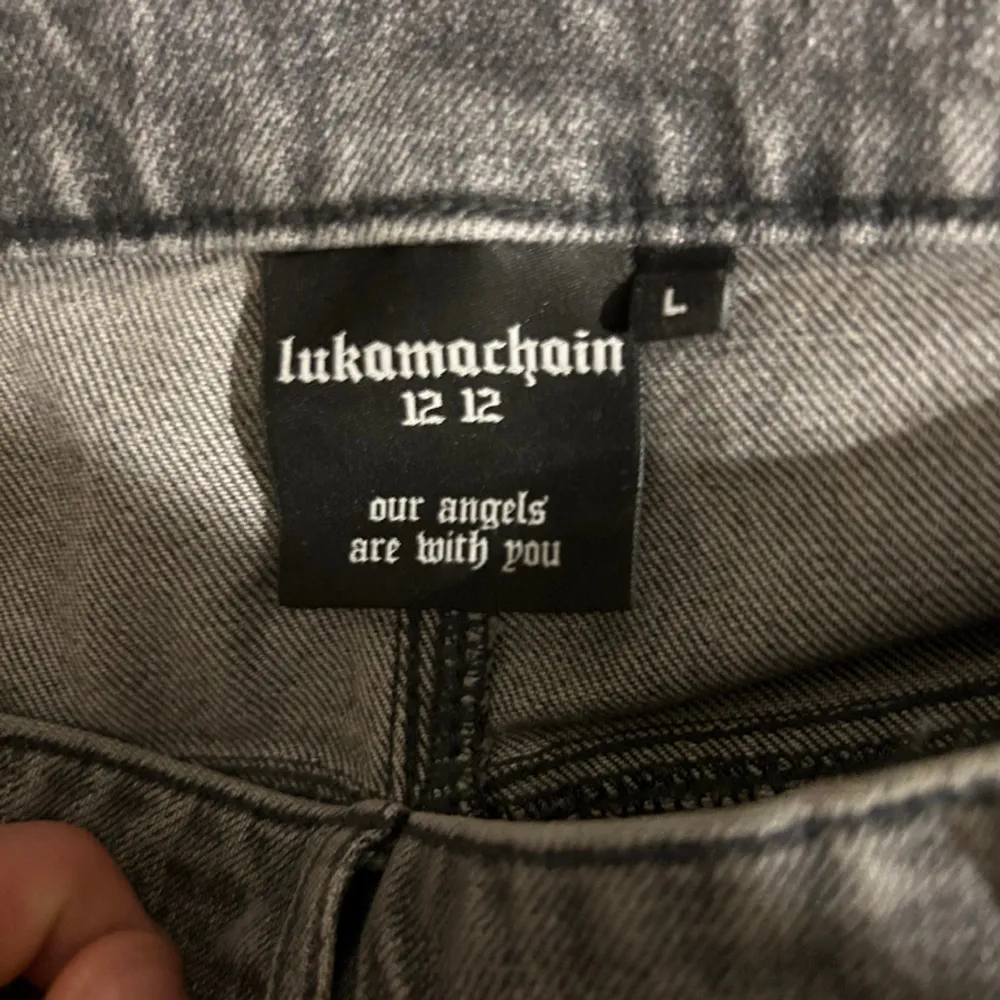 lukamachain
12 12
our angels
are with you
L